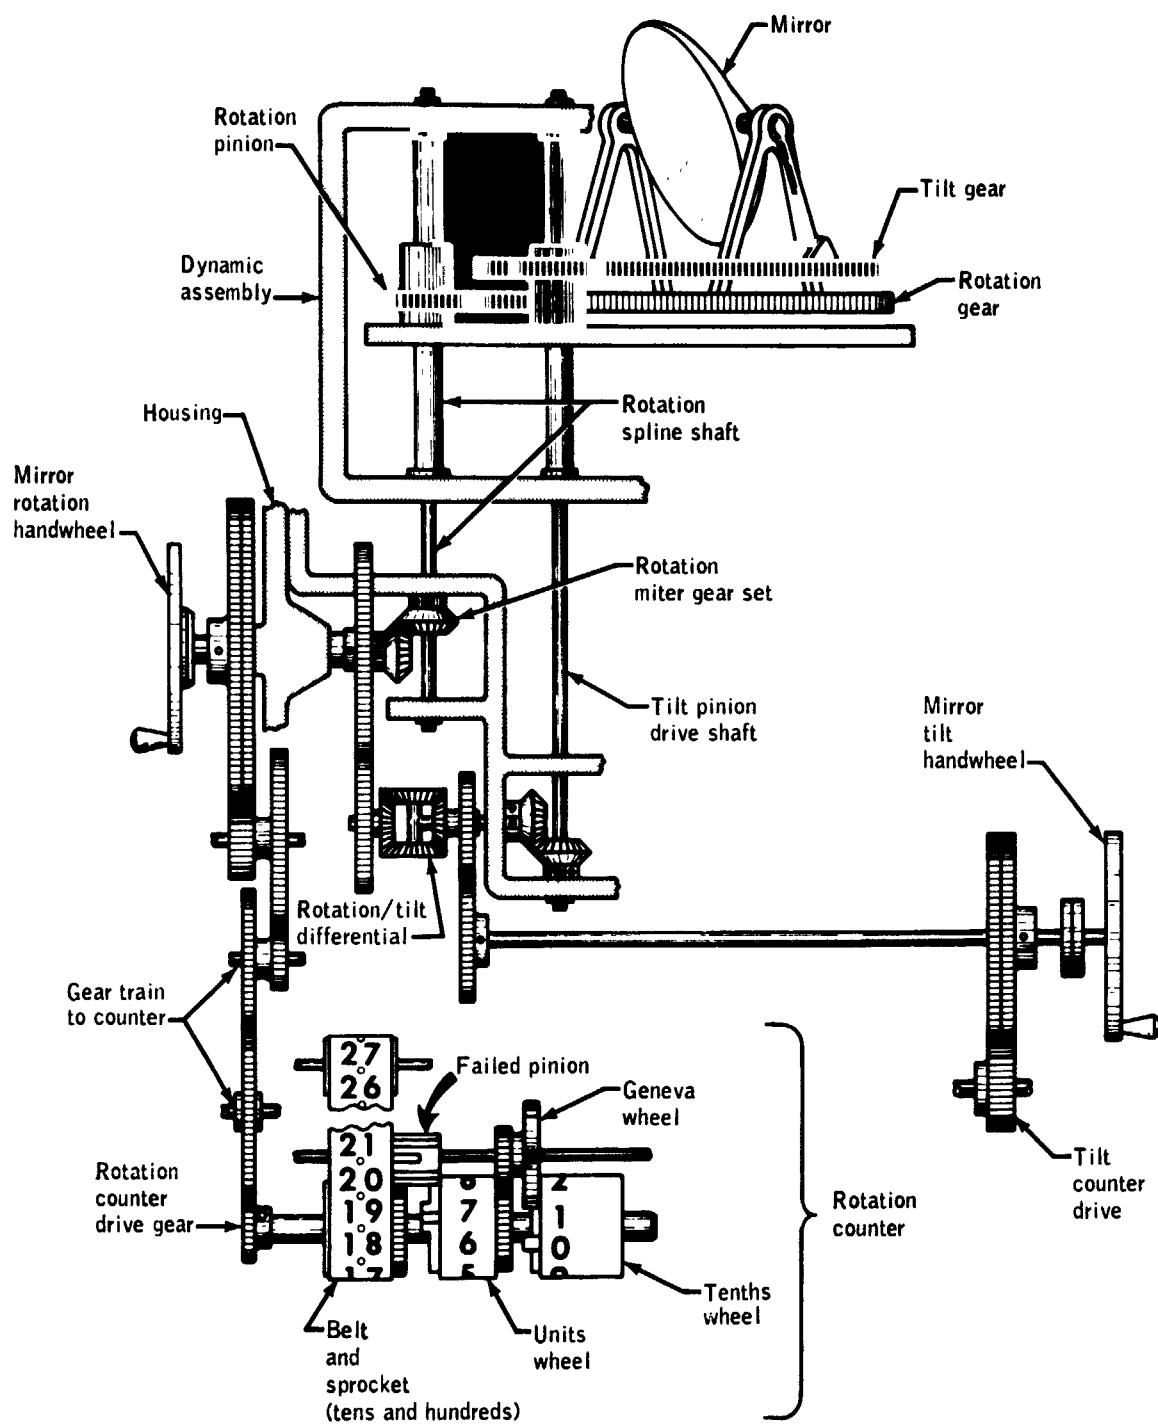 Mirror
Rotation
pinion
Tilt gear
Dynamic
assembly
Rotation
gear
Housing
Rotation
spline shaft
Mirror
rotation
handwheel
Rotation
miter gear set
Tilt pinion
drive shaft
Mirror
tilt
handwheel
Rotation/tilt
differential
Gear train
to counter
27
26
Failed pinion
Geneva
wheel
21
20
19
18
17
7
6
5
2
1
0
Rotation
counter
drive gear
Tilt
counter
drive
Rotation
counter
Tenths
wheel
Units
wheel
Belt
and
sprocket
(tens and hundreds)